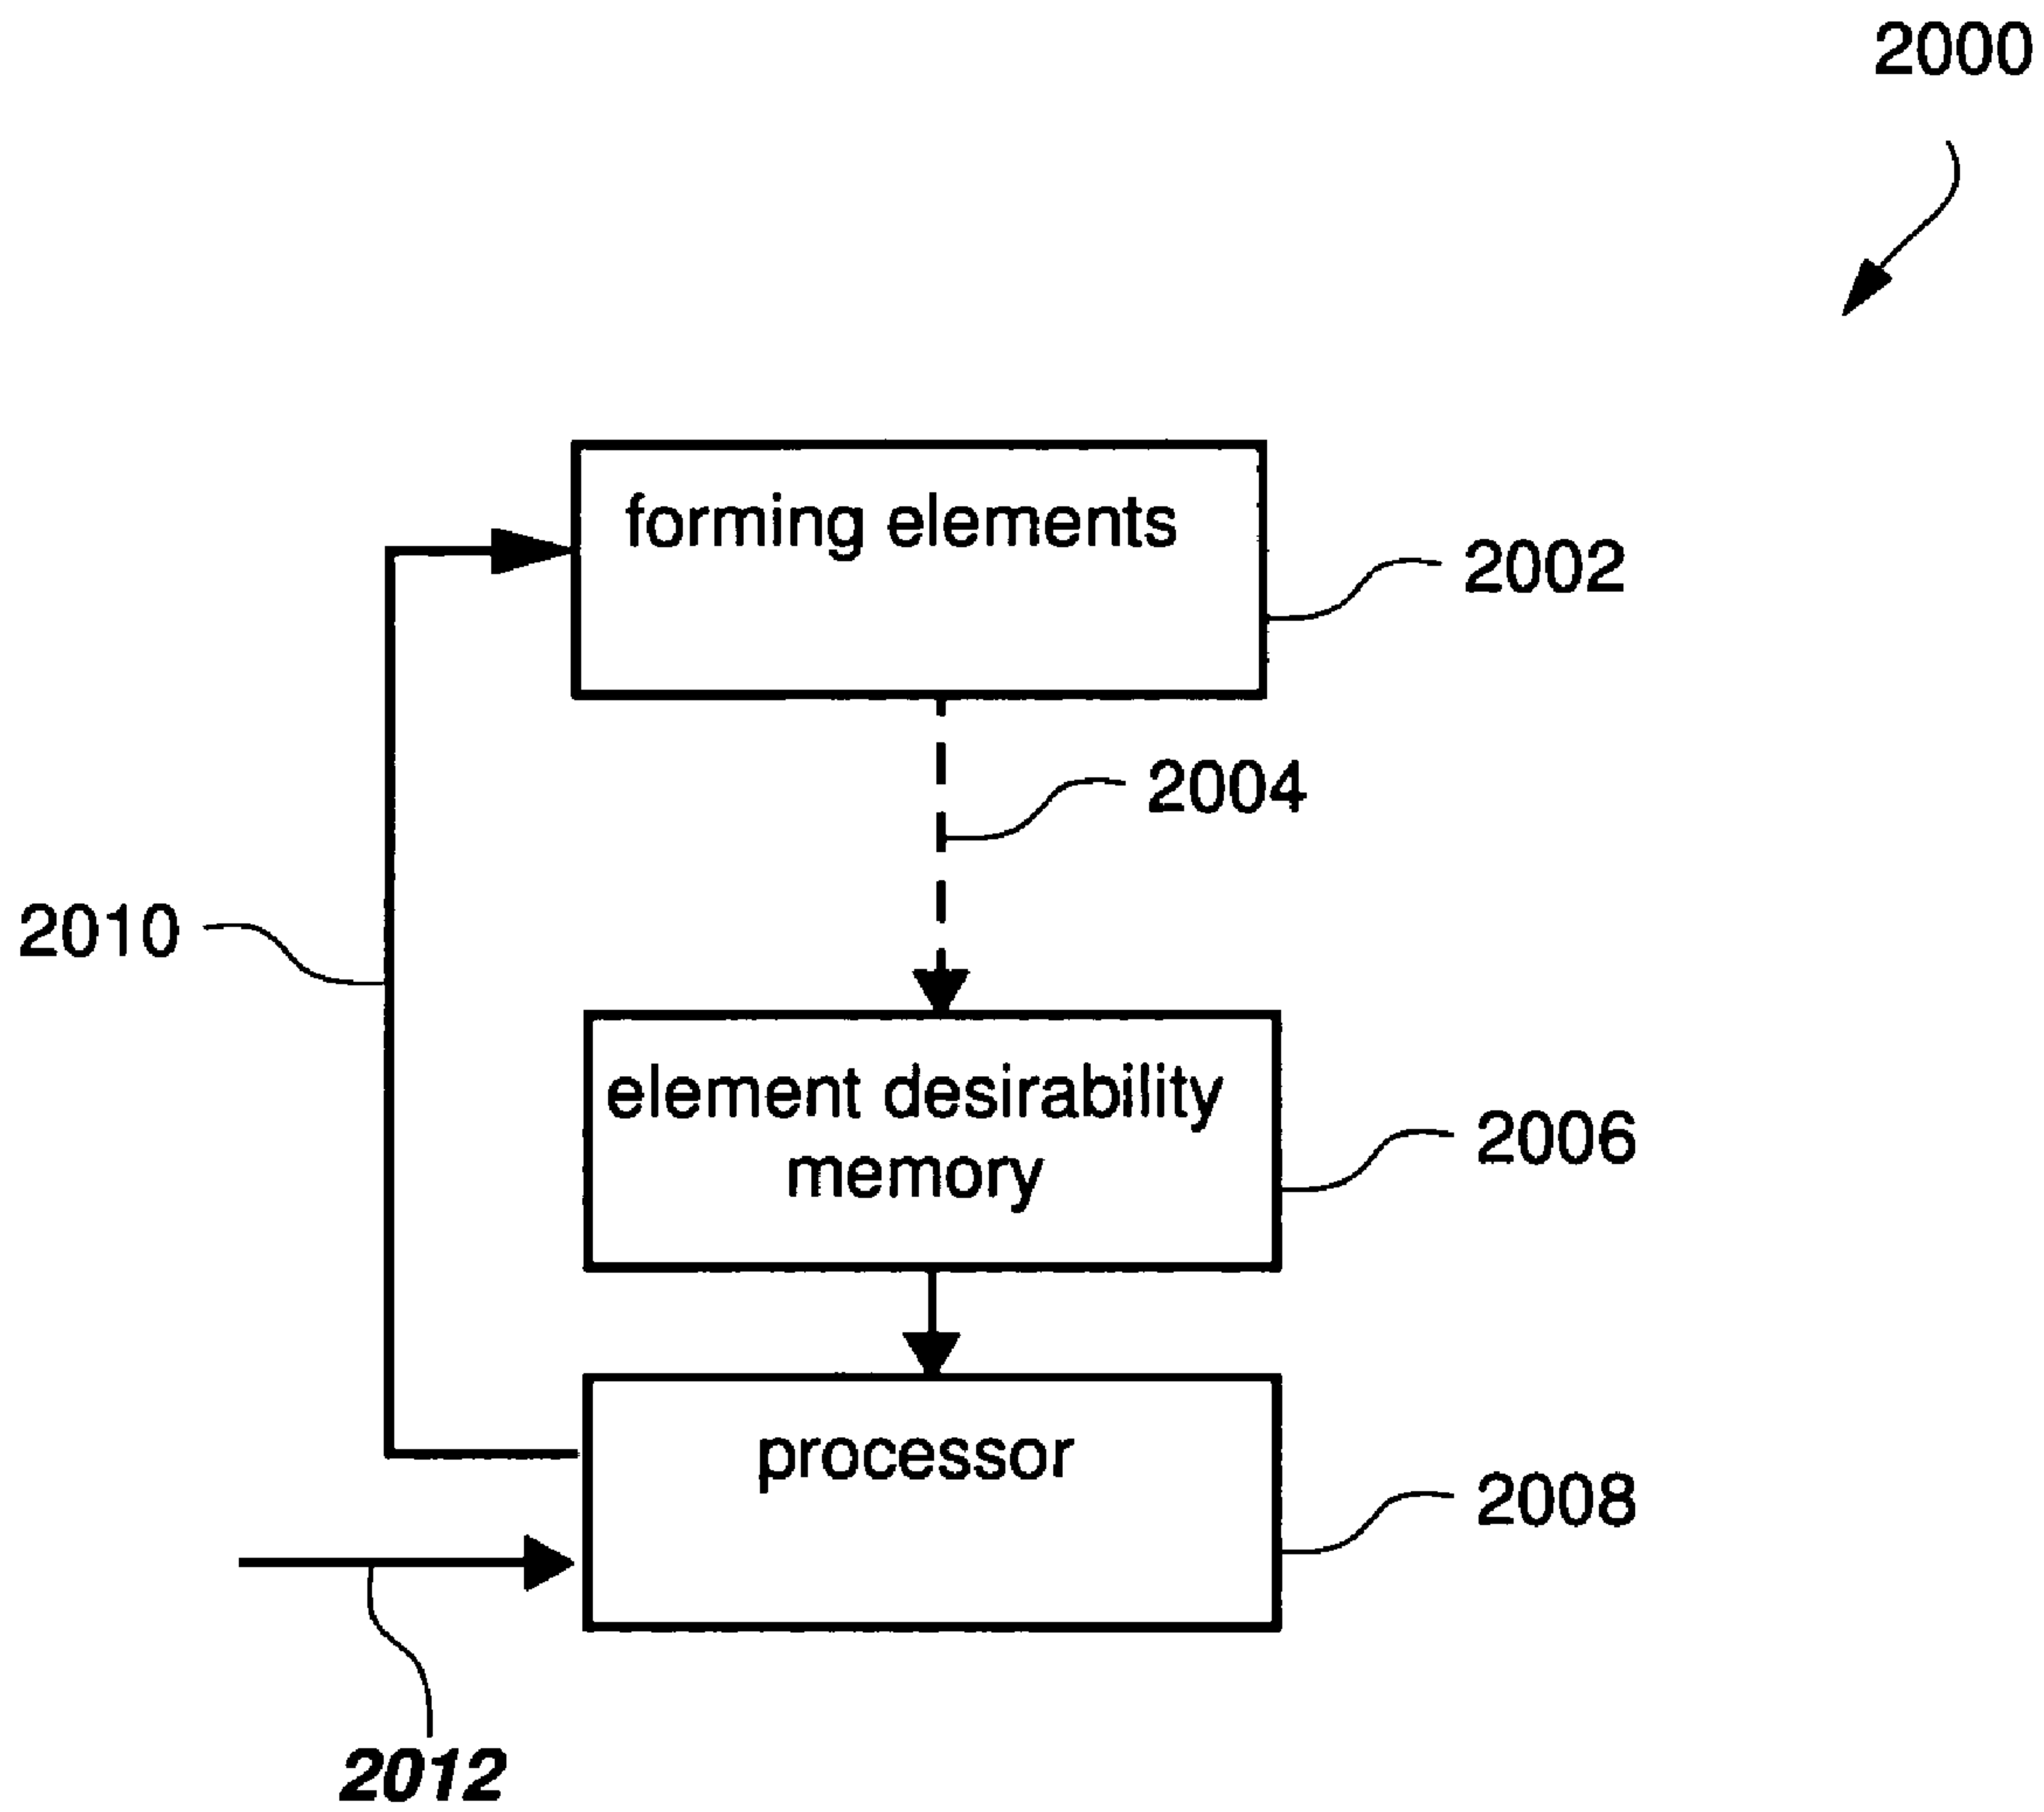 2000
forming elements
2002
2004
2010
element desirability
memory
2006
processor
2008
2012